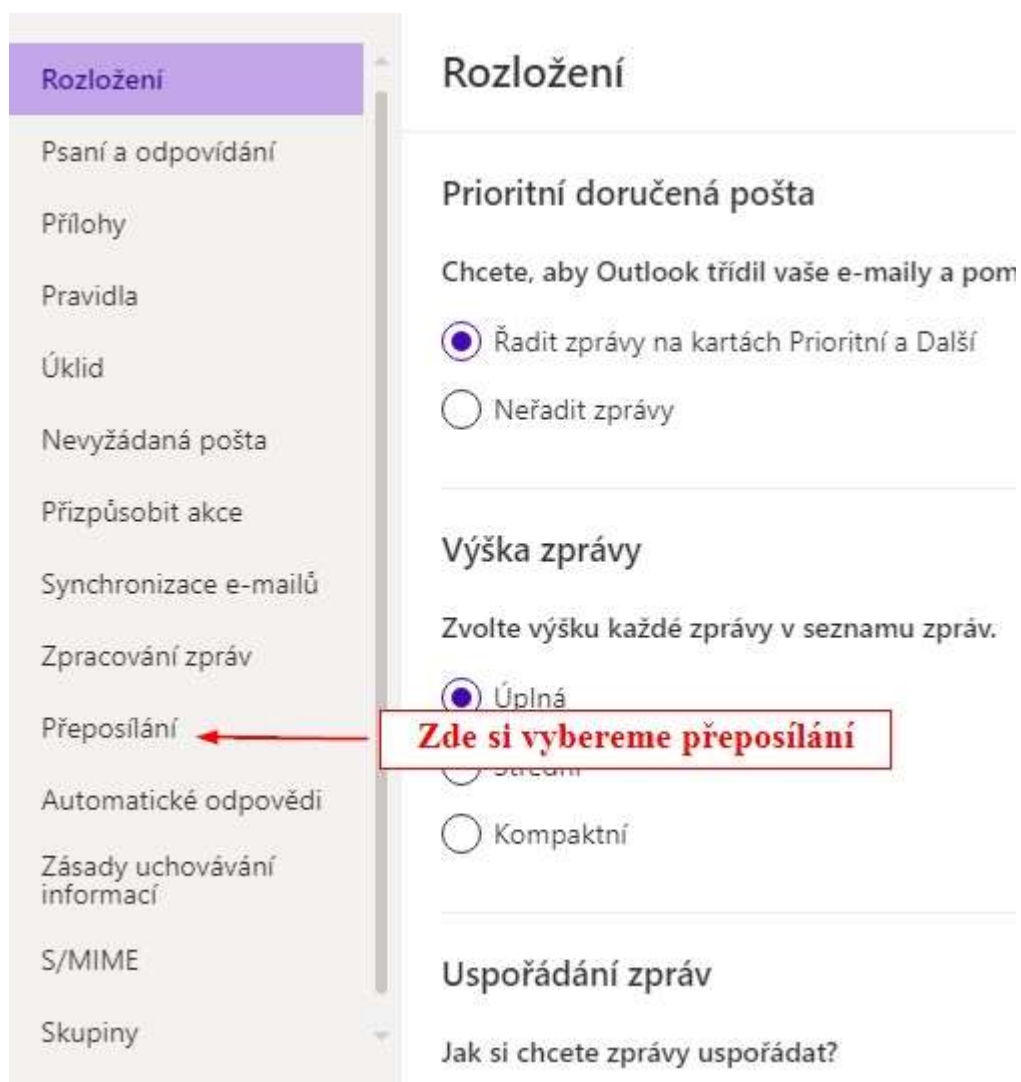 Rozložení
Psaní a odpovídání
Přílohy
Pravidla
Úklid
Nevyžádaná pošta
Přizpůsobit akce
Synchronizace e-mailů
Zpracování zpráv
Přeposílání
Automatické odpovědi
Zásady uchovávání
informací
S/MIME
Skupiny
Rozložení
Prioritní doručená pošta
Chcete, aby Outlook třídil vaše e-maily a pom
Řadit zprávy na kartách Prioritní a Další
Neřadit zprávy
Výška zprávy
Zvolte výšku každé zprávy v seznamu zpráv.
Úplná
Zde si vybereme přeposílání
Kompaktní
Uspořádání zpráv
Jak si chcete zprávy uspořádat?